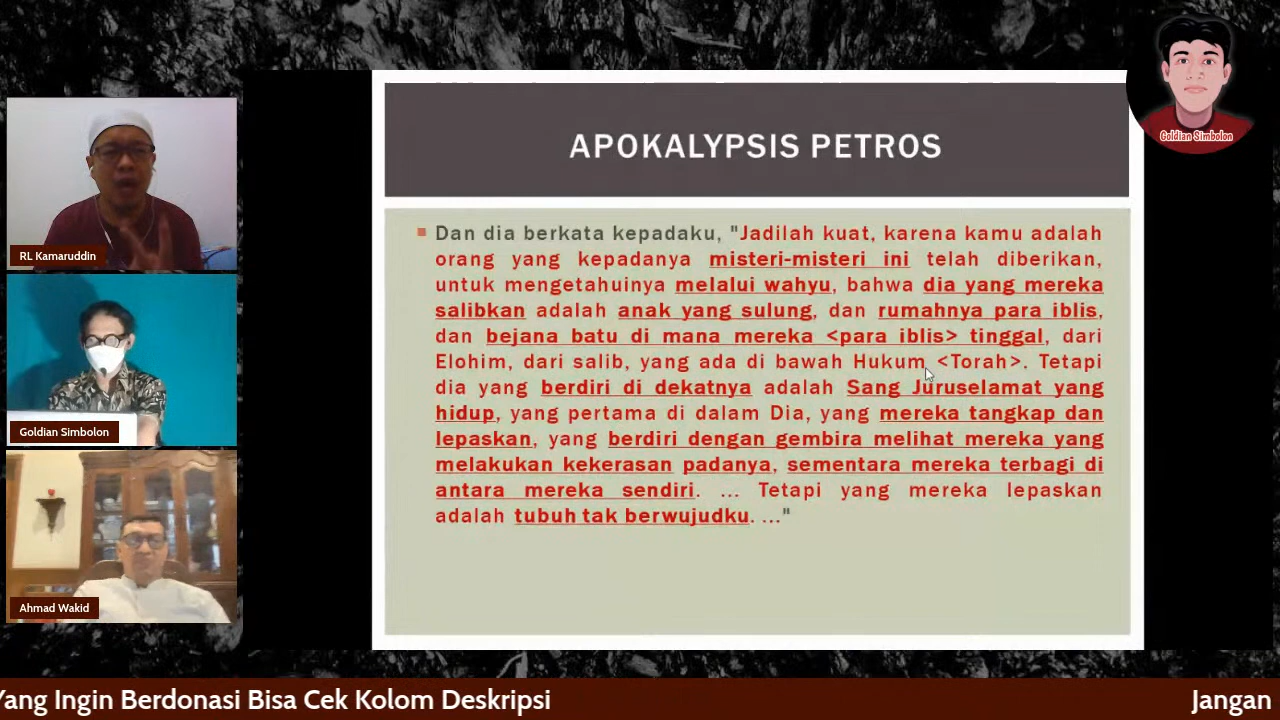 Goldian Simbolon
RL Kamaruddin
Goldian Simbolon
Ahmad Wakid
APOKALYPSIS PETROS
Dan dia berkata kepadaku, "Jadilah kuat, karena kamu adalah
orang yang kepadanya misteri-misteri ini telah diberikan,
untuk mengetahuinya melalui wahyu, bahwa dia yang mereka
salibkan adalah anak yang sulung, dan rumahnya para iblis,
dan bejana batu di mana mereka <para iblis> tinggal, dari
Elohim, dari salib, yang ada di bawah Hukum <Torah>. Tetapi
dia yang berdiri di dekatnya adalah Sang Juruselamat yang
hidup, yang pertama di dalam Dia, yang mereka tangkap dan
lepaskan, yang berdiri dengan gembira melihat mereka yang
melakukan kekerasan padanya, sementara mereka terbagi di
antara mereka sendiri. ... Tetapi yang mereka lepaskan
adalah tubuh tak berwujudku. ..."
Yang Ingin Berdonasi Bisa Cek Kolom Deskripsi
Jangan